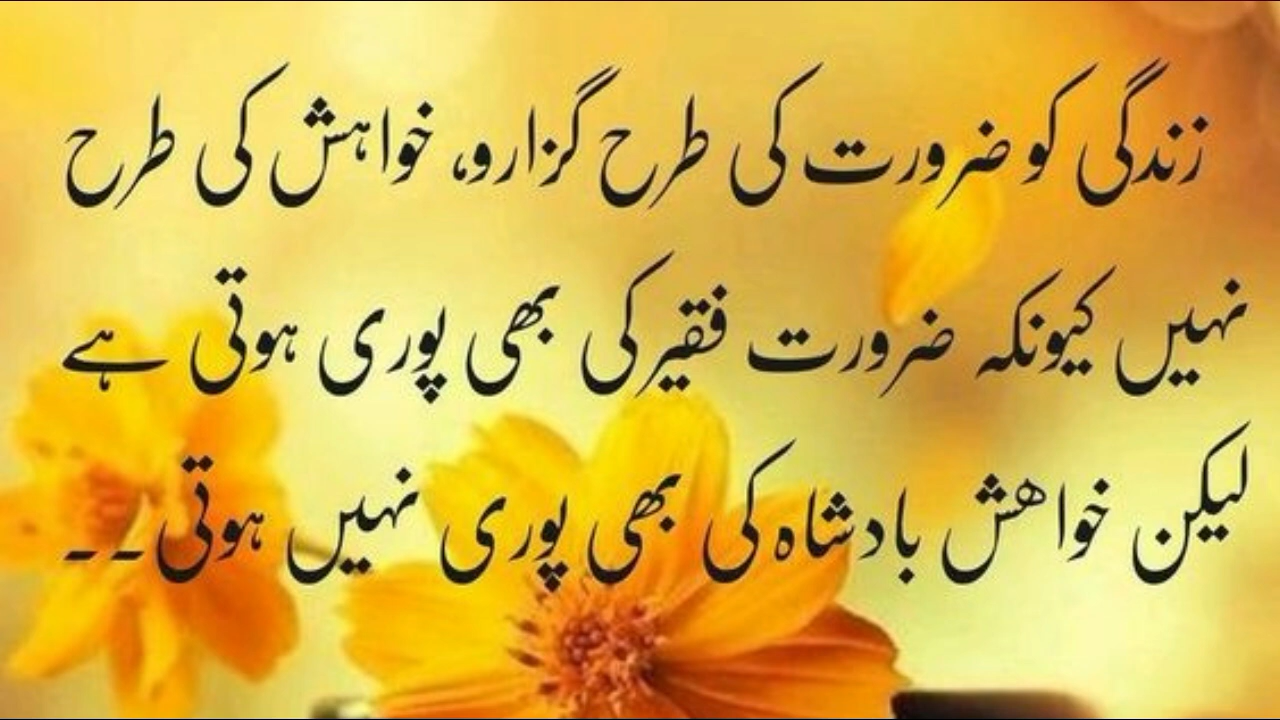 زندگی کو ضرورت کی طرح گزارو، خواہش کی طرح
نہیں کیونکہ ضرورت فقیر کی بھی پوری ہوتی ہے
لیکن خواھش بادشاہ کی بھی پوری نہیں ہوتی۔۔۔